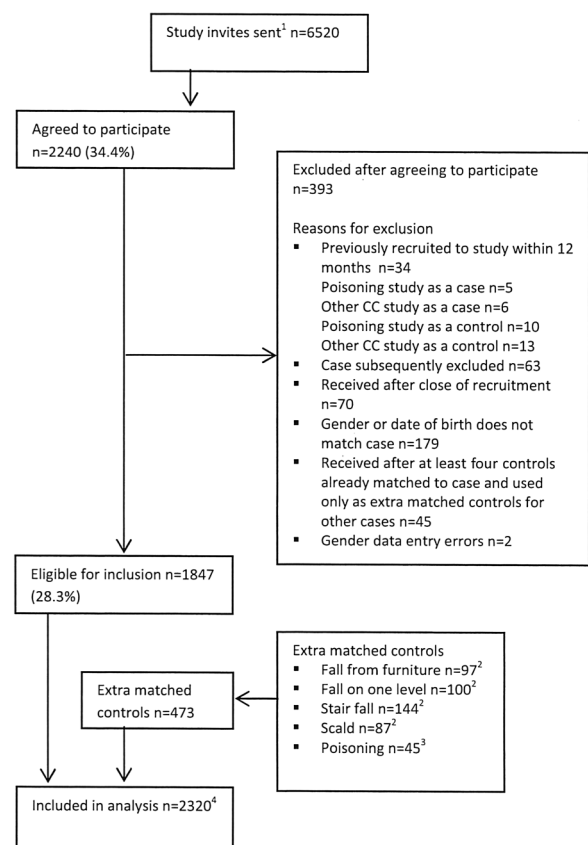 Study invites sent¹ n=6520
Agreed to participate
n=2240 (34.4%)
Excluded after agreeing to participate
n=393
Reasons for exclusion
▪ Previously recruited to study within 12
months n=34
Poisoning study as a case n=5
Other CC study as a case n=6
Poisoning study as a control n=10
Other CC study as a control n=13
▪ Case subsequently excluded n=63
▪ Received after close of recruitment
n=70
▪ Gender or date of birth does not
match case n=179
▪ Received after at least four controls
already matched to case and used
only as extra matched controls for
other cases n=45
▪ Gender data entry errors n=2
Eligible for inclusion n=1847
(28.3%)
Extra matched controls
▪ Fall from furniture n=97²
▪ Fall on one level n=100²
▪ Stair fall n=144²
▪ Scald n=87²
▪ Poisoning n=45³
Extra matched
controls n=473
Included in analysis n=2320⁴